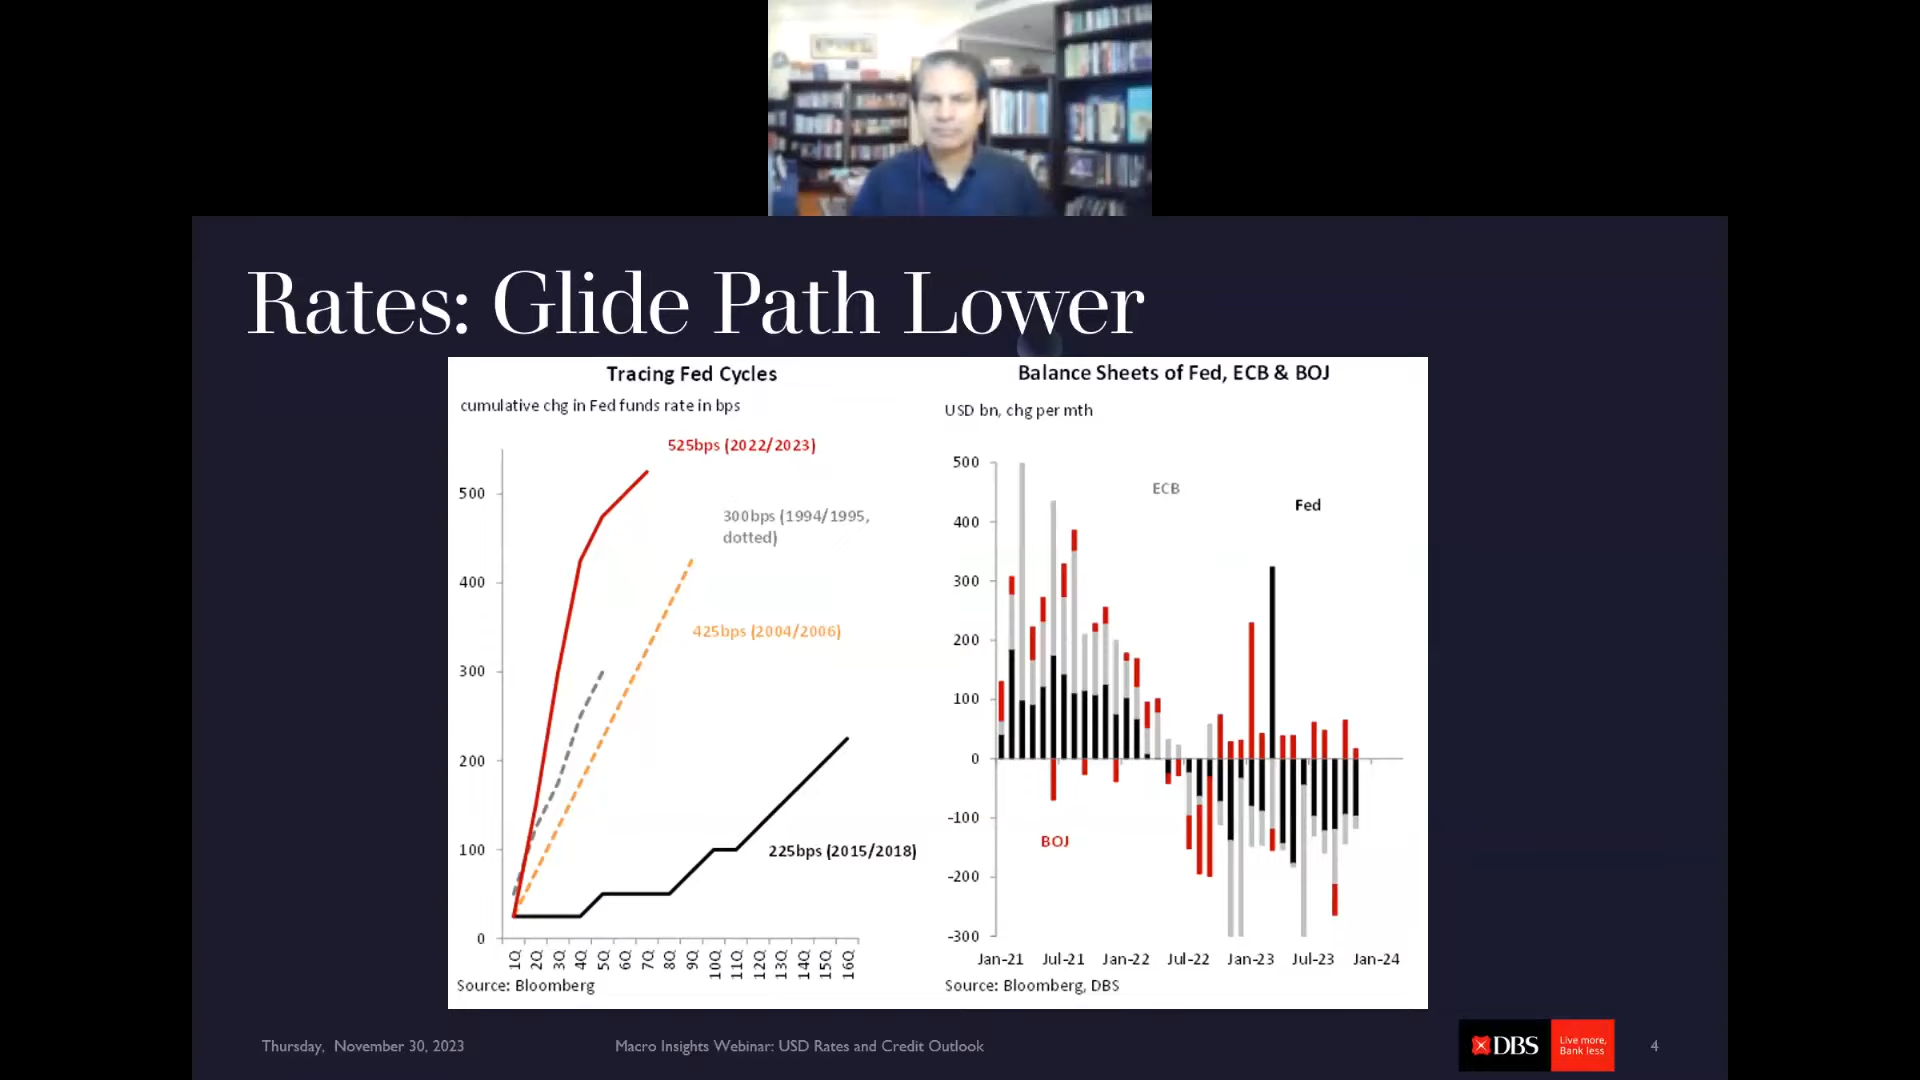 Rates: Glide Path Lower
Tracing Fed Cycles
cumulative chg in Fed funds rate in bps
525bps (2022/2023)
300bps (1994/1995,
dotted)
425bps (2004/2006)
225bps (2015/2018)
500
400
300
200
100
0
1Q 2Q 3Q 4Q 5Q 6Q 7Q 8Q 9Q 10Q 11Q 12Q 13Q 14Q 15Q 16Q
Source: Bloomberg
Balance Sheets of Fed, ECB & BOJ
USD bn, chg per mth
ECB
Fed
BOJ
500
400
300
200
100
0
-100
-200
-300
Jan-21 Jul-21 Jan-22 Jul-22 Jan-23 Jul-23 Jan-24
Source: Bloomberg, DBS
Thursday, November 30, 2023
Macro Insights Webinar: USD Rates and Credit Outlook
DBS
Live more,
Bank less
4